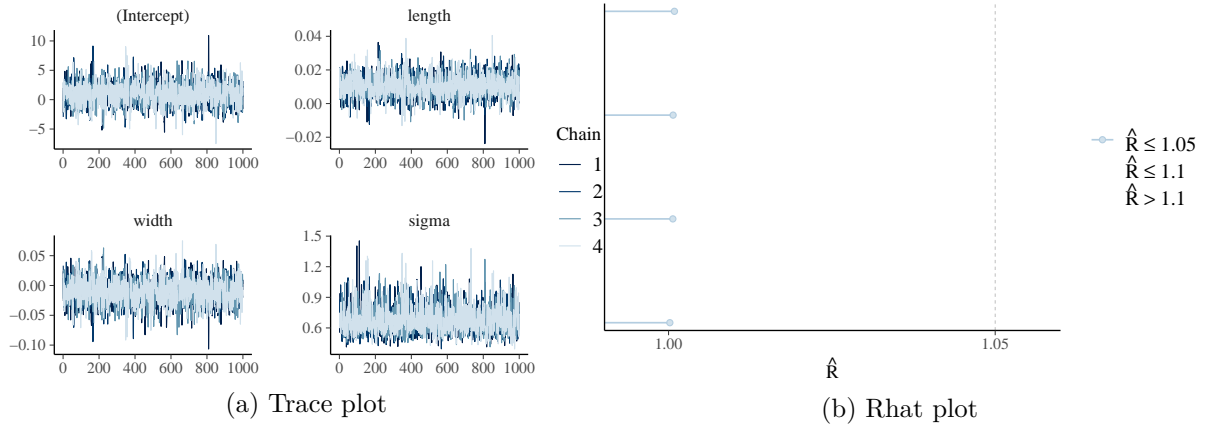 (Intercept)
10
5
0
−5
0 200 400 600 800 1000
length
0.04
0.02
0.00
−0.02
0 200 400 600 800 1000
width
0.05
0.00
−0.05
−0.10
0 200 400 600 800 1000
sigma
1.5
1.2
0.9
0.6
0 200 400 600 800 1000
Chain
1
2
3
4
(a) Trace plot
1.00 1.05
R̂
R̂ ≤ 1.05
R̂ ≤ 1.1
R̂ > 1.1
(b) Rhat plot